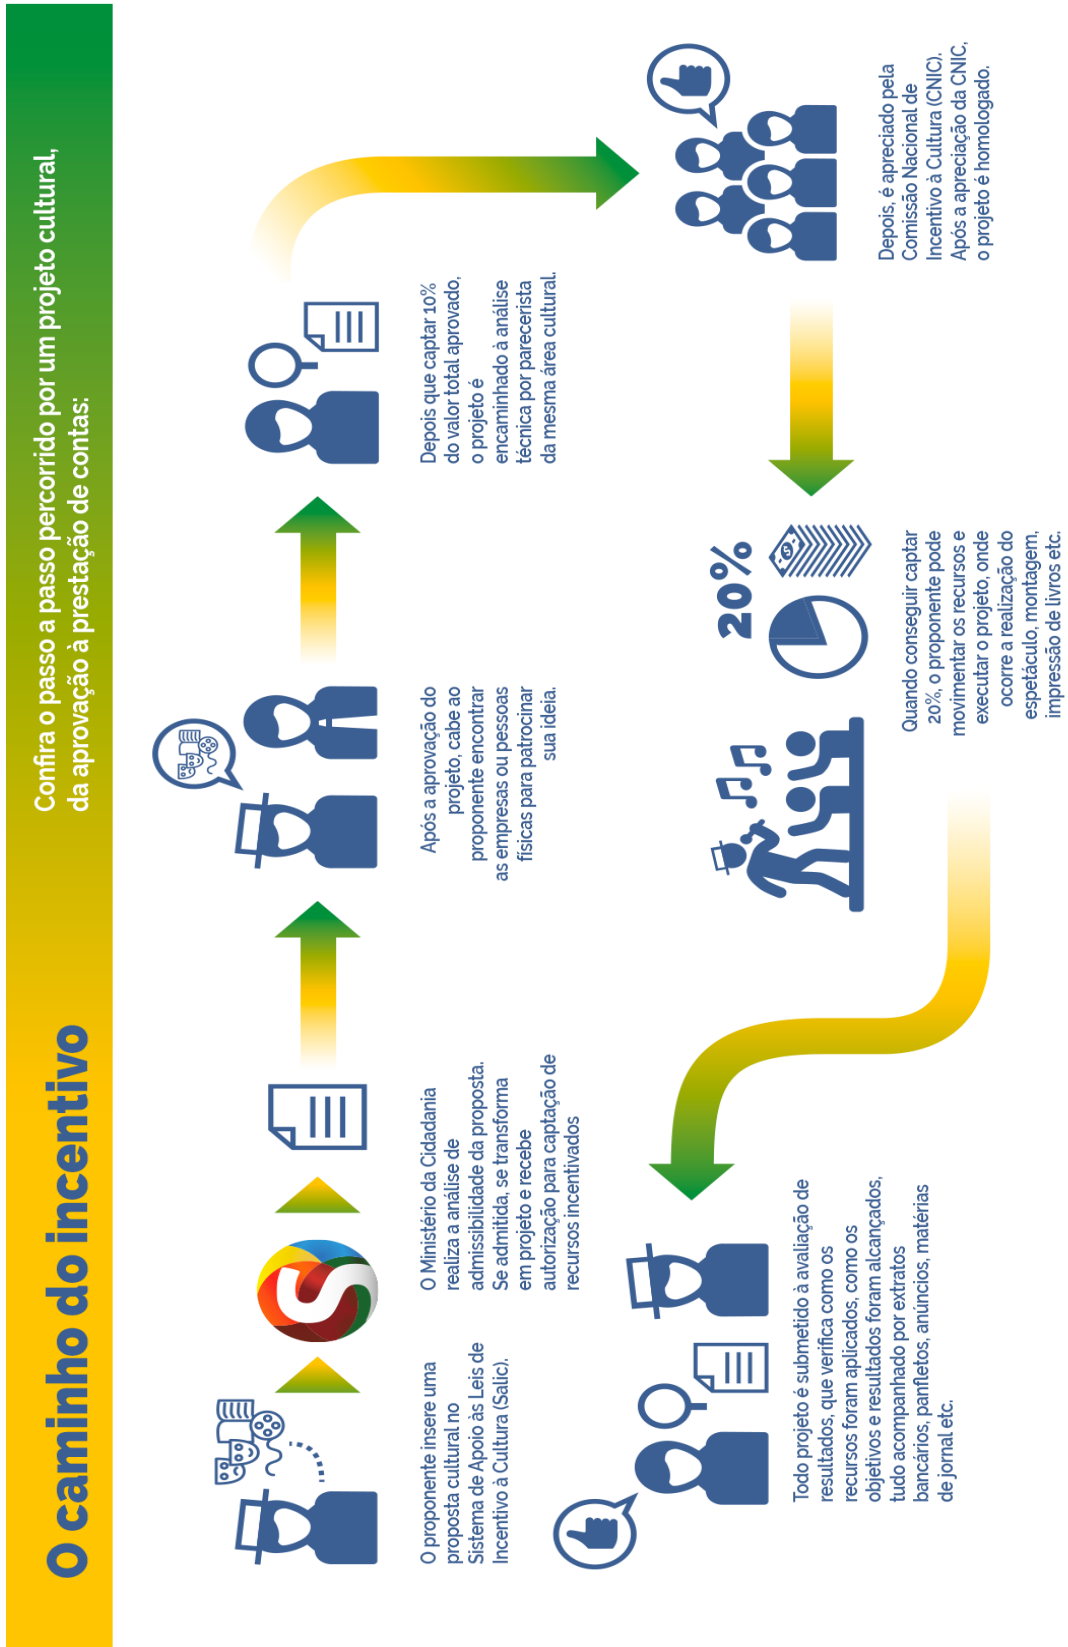 O caminho do incentivo
Confira o passo a passo percorrido por um projeto cultural,
da aprovação à prestação de contas:
O proponente insere uma
proposta cultural no
Sistema de Apoio às Leis de
Incentivo à Cultura (Salic).
O Ministério da Cidadania
realiza a análise de
admissibilidade da proposta.
Se admitida, se transforma
em projeto e recebe
autorização para captação de
recursos incentivados
Após a aprovação do
projeto, cabe ao
proponente encontrar
as empresas ou pessoas
físicas para patrocinar
sua ideia.
Depois que captar 10%
do valor total aprovado,
o projeto é
encaminhado à análise
técnica por parecerista
da mesma área cultural.
Depois, é apreciado pela
Comissão Nacional de
Incentivo à Cultura (CNIC).
Após a apreciação da CNIC,
o projeto é homologado.
20%
Quando conseguir captar
20%, o proponente pode
movimentar os recursos e
executar o projeto, onde
ocorre a realização do
espetáculo, montagem,
impressão de livros etc.
Todo projeto é submetido à avaliação de
resultados, que verifica como os
recursos foram aplicados, como os
objetivos e resultados foram alcançados,
tudo acompanhado por extratos
bancários, panfletos, anúncios, matérias
de jornal etc.